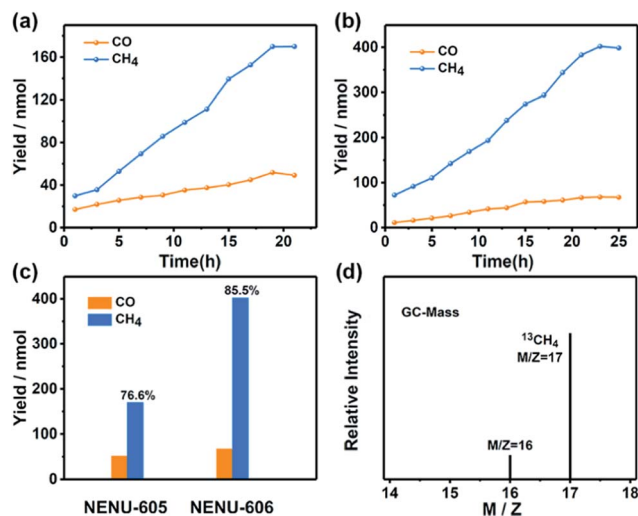 (a)
CO
CH4
Yield / nmol
160
120
80
40
0
0 5 10 15 20
Time(h)
(b)
CO
CH4
Yield / nmol
400
300
200
100
0
0 5 10 15 20 25
Time(h)
(c)
CO
CH4
Yield / nmol
400
300
200
100
0
76.6%
85.5%
NENU-605 NENU-606
(d)
GC-Mass
Relative Intensity
13CH4
M/Z=17
M/Z=16
14 15 16 17 18
M / Z